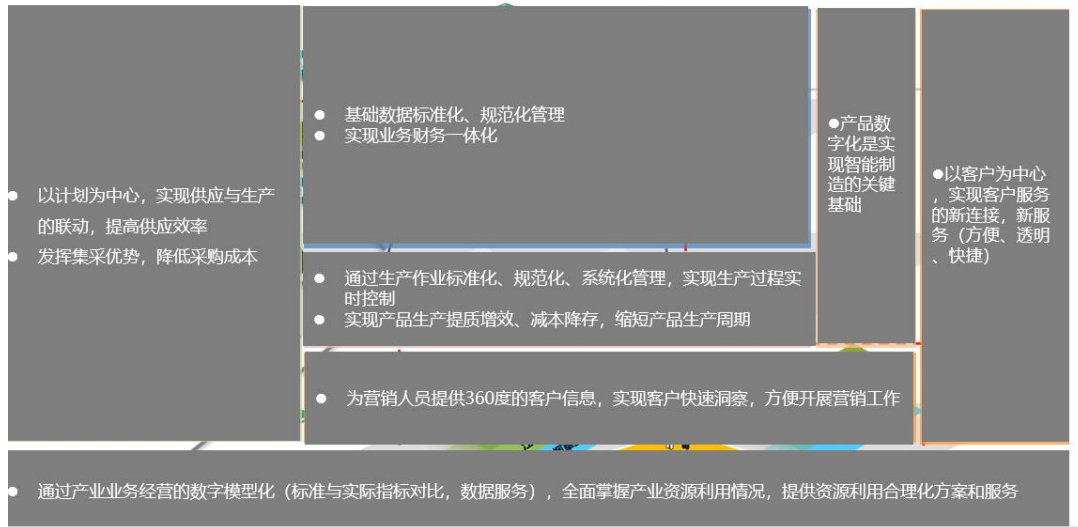 ● 以计划为中心，实现供应与生产
的联动，提高供应效率
● 发挥集采优势，降低采购成本
● 基础数据标准化、规范化管理
● 实现业务财务一体化
● 通过生产作业标准化、规范化、系统化管理，实现生产过程实
时控制
● 实现产品生产提质增效、减本降存，缩短产品生产周期
● 为营销人员提供360度的客户信息，实现客户快速洞察，方便开展营销工作
●产品数
字化是实
现智能制
造的关键
基础
●以客户为中心
，实现客户服务
的新连接，新服
务（方便、透明
、快捷）
● 通过产业业务经营的数字模型化（标准与实际指标对比，数据服务），全面掌握产业资源利用情况，提供资源利用合理化方案和服务